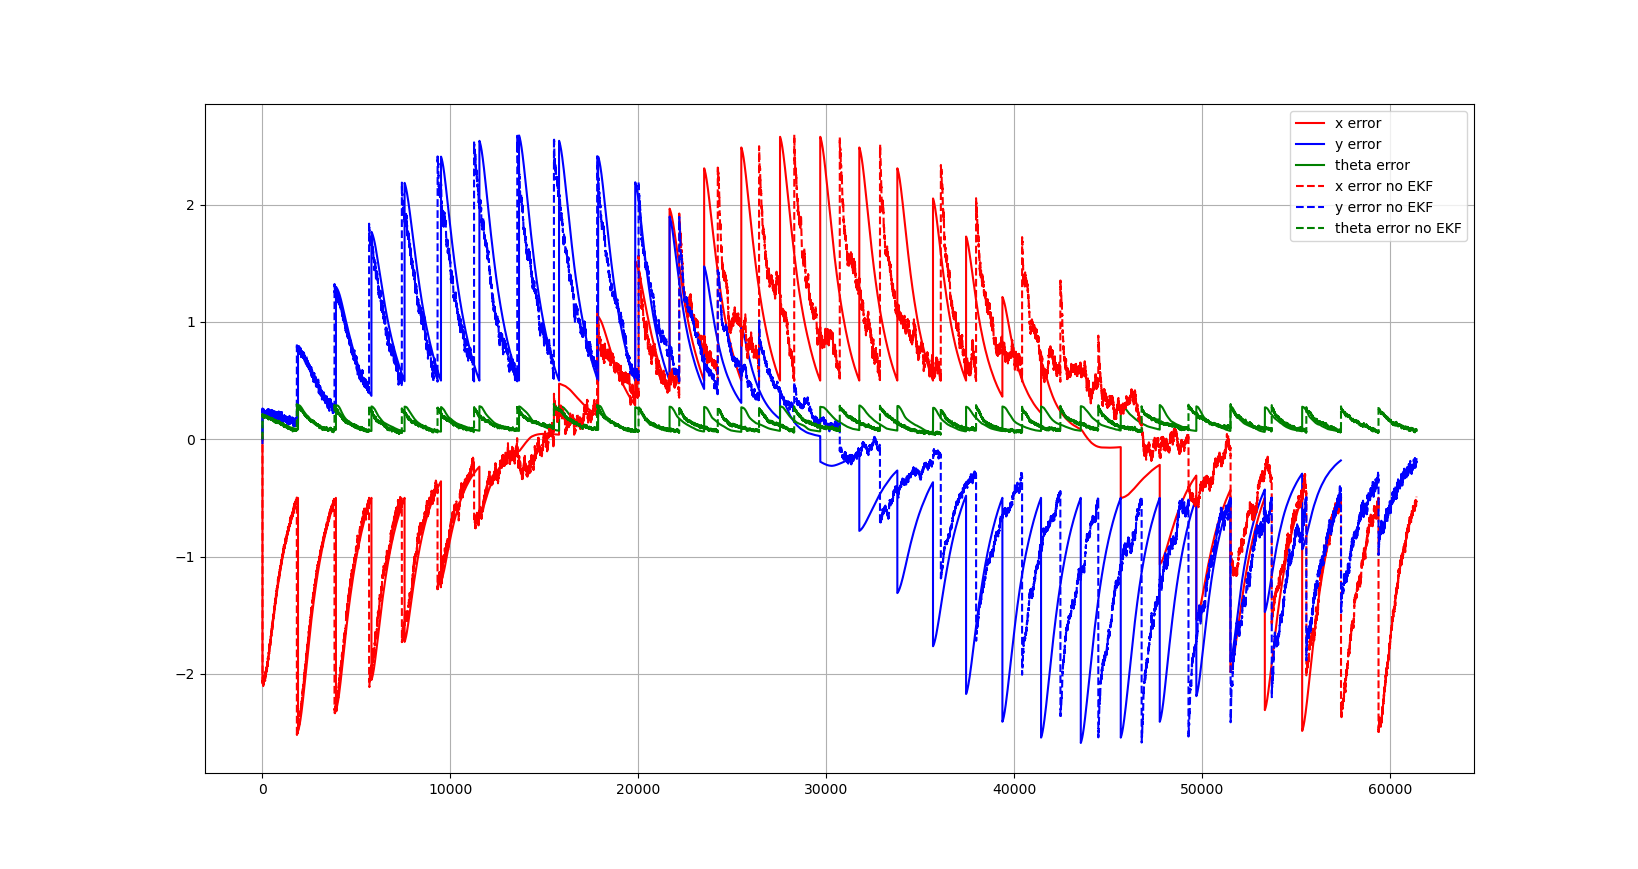 x error
y error
theta error
x error no EKF
y error no EKF
theta error no EKF
2
1
0
−1
−2
0 10000 20000 30000 40000 50000 60000